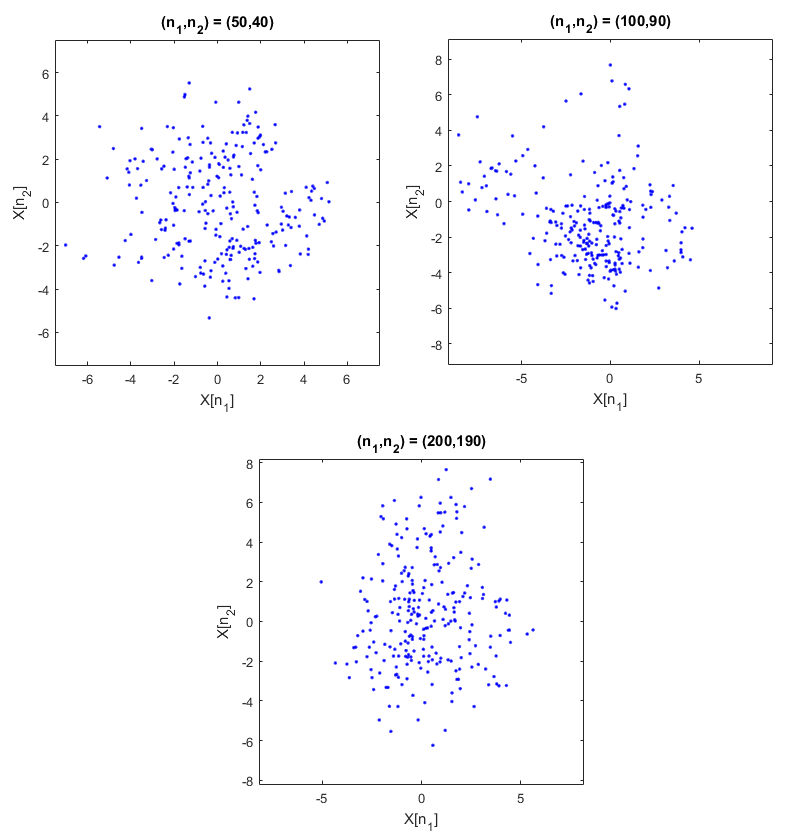 (n₁,n₂) = (50,40)
6
4
2
0
-2
-4
-6
X[n₂]
-6 -4 -2 0 2 4 6
X[n₁]
(n₁,n₂) = (100,90)
8
6
4
2
0
-2
-4
-6
-8
X[n₂]
-5 0 5
X[n₁]
(n₁,n₂) = (200,190)
8
6
4
2
0
-2
-4
-6
-8
X[n₂]
-5 0 5
X[n₁]